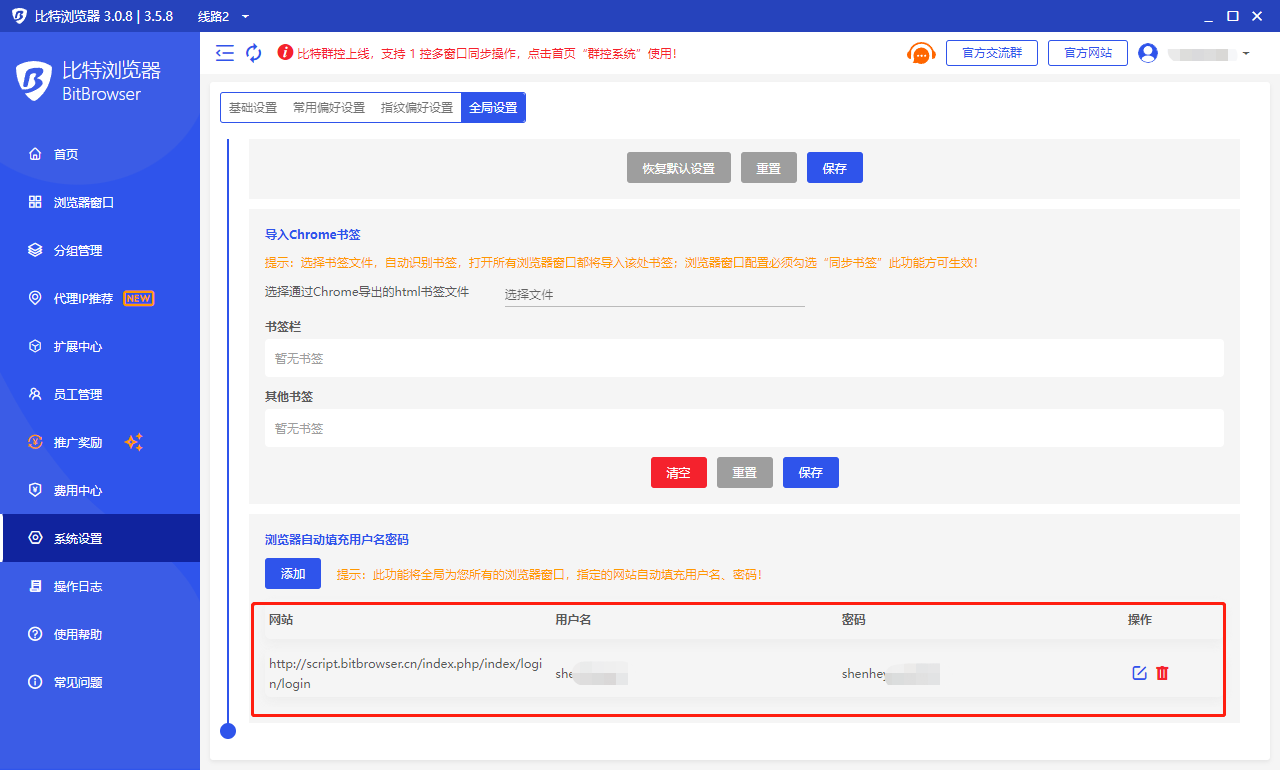 比特浏览器 3.0.8 | 3.5.8 线路2
比特浏览器
BitBrowser
比特群控上线，支持 1 控多窗口同步操作，点击首页“群控系统”使用！
官方交流群
官方网站
首页
浏览器窗口
分组管理
代理IP推荐 NEW
扩展中心
员工管理
推广奖励
费用中心
系统设置
操作日志
使用帮助
常见问题
基础设置 常用偏好设置 指纹偏好设置 全局设置
恢复默认设置 重置 保存
导入Chrome书签
提示：选择书签文件，自动识别书签，打开所有浏览器窗口都将导入该处书签；浏览器窗口配置必须勾选“同步书签”此功能方可生效！
选择通过Chrome导出的html书签文件 选择文件
书签栏
暂无书签
其他书签
暂无书签
清空 重置 保存
浏览器自动填充用户名密码
添加 提示：此功能将全局为您所有的浏览器窗口，指定的网站自动填充用户名、密码！
网站 用户名 密码 操作
http://script.bitbrowser.cn/index.php/index/logi
n/login
she
shenhey